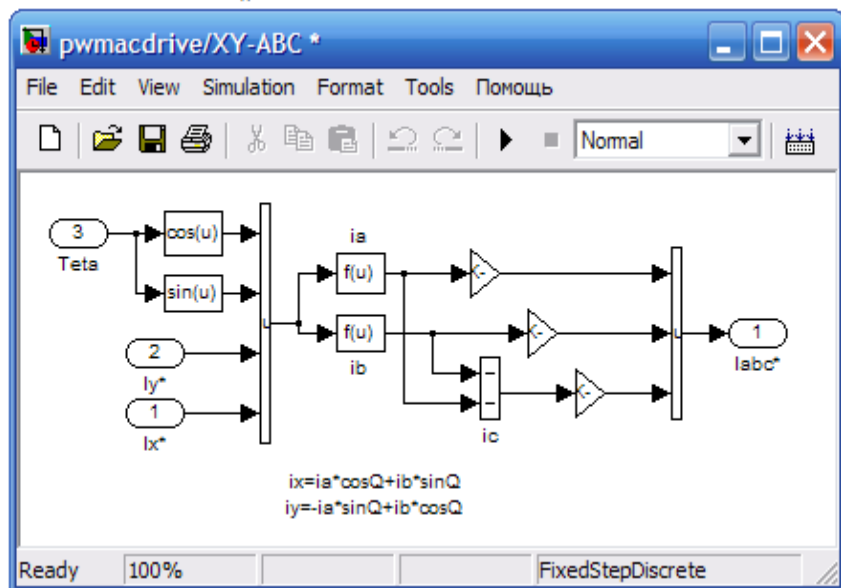 pwmacdrive/XY-ABC *
File Edit View Simulation Format Tools Помощь
Normal
3
Teta
cos(u)
sin(u)
2
Iy*
1
Ix*
u
ia
f(u)
f(u)
ib
K-
K-
K-
ic
u
1
Iabc*
ix=ia*cosQ+ib*sinQ
iy=-ia*sinQ+ib*cosQ
Ready 100% FixedStepDiscrete